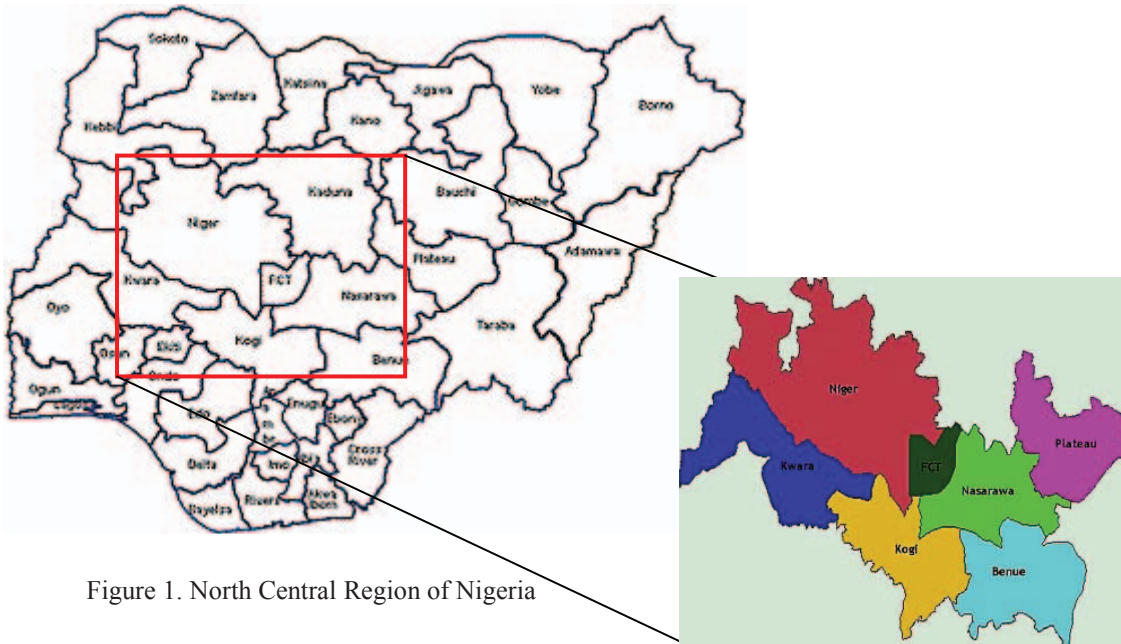 Sokoto
Zamfara
Katsina
Jigawa
Yobe
Borno
Kano
Kebbi
Kaduna
Bauchi
Gombe
Niger
Adamawa
Plateau
FCT
Kwara
Nasarawa
Oyo
Taraba
Kogi
Osun
Ekiti
Benue
Ondo
Ogun
Lagos
Edo
Enugu
Ebony
Cross
River
Delta
Imo
Bayelsa
Rivers
Akwa
Ibom
Niger
Plateau
Kwara
FCT
Nasarawa
Kogi
Benue
Figure 1. North Central Region of Nigeria